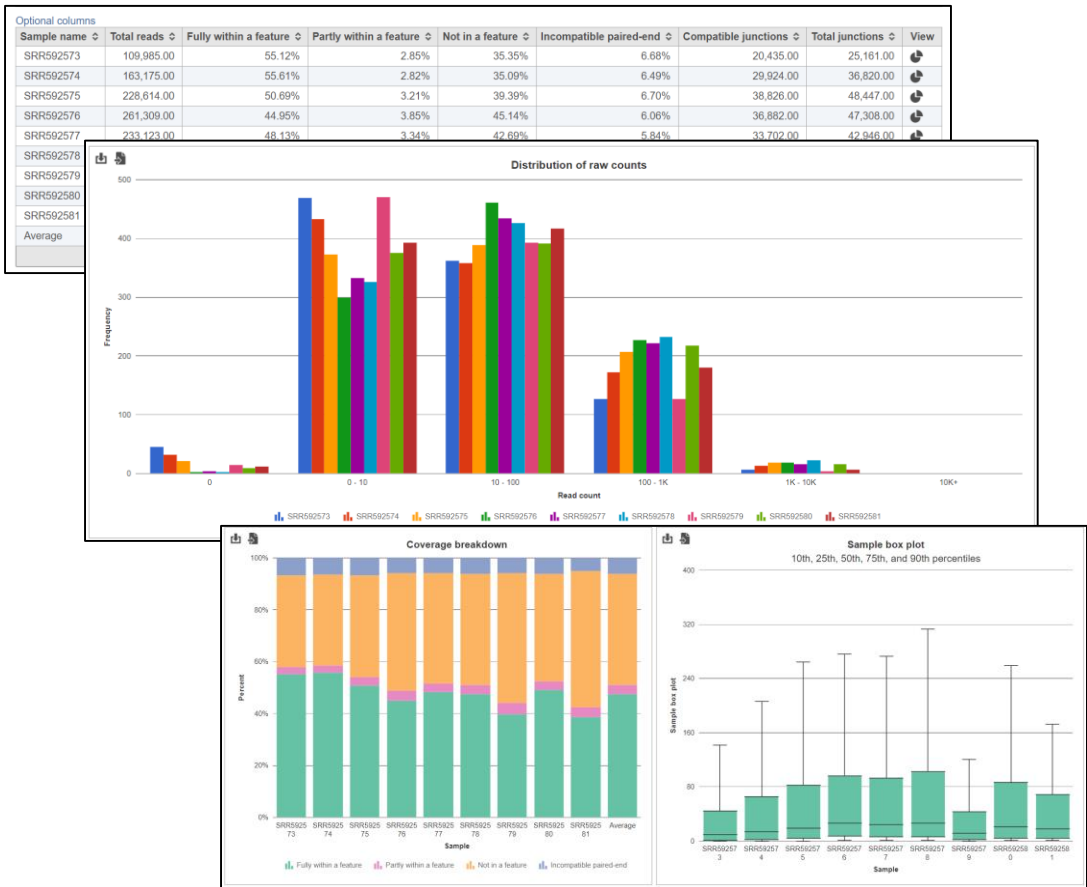 Optional columns
Sample name Total reads Fully within a feature Partly within a feature Not in a feature Incompatible paired-end Compatible junctions Total junctions View
SRR592573 109,985.00 55.12% 2.85% 35.35% 6.68% 20,435.00 25,161.00
SRR592574 163,175.00 55.61% 2.82% 35.09% 6.49% 29,924.00 36,820.00
SRR592575 228,614.00 50.69% 3.21% 39.39% 6.70% 38,826.00 48,447.00
SRR592576 261,309.00 44.95% 3.85% 45.14% 6.06% 36,882.00 47,308.00
SRR592577 233,123.00 48.13% 3.34% 42.69% 5.84% 33,702.00 42,946.00
SRR592578
SRR592579
SRR592580
SRR592581
Average
Distribution of raw counts
500
400
300
200
100
0
Frequency
0 0 - 10 10 - 100 100 - 1K 1K - 10K 10K+
Read count
SRR592573 SRR592574 SRR592575 SRR592576 SRR592577 SRR592578 SRR592579 SRR592580 SRR592581
Coverage breakdown
100%
80%
60%
40%
20%
0%
Percent
SRR5925 SRR5925 SRR5925 SRR5925 SRR5925 SRR5925 SRR5925 SRR5925 SRR5925 Average
73 74 75 76 77 78 79 80 81
Sample
Fully within a feature Partly within a feature Not in a feature Incompatible paired-end
Sample box plot
10th, 25th, 50th, 75th, and 90th percentiles
400
320
240
160
80
0
Sample box plot
SRR59257 SRR59257 SRR59257 SRR59257 SRR59257 SRR59257 SRR59257 SRR59258 SRR59258
3 4 5 6 7 8 9 0 1
Sample